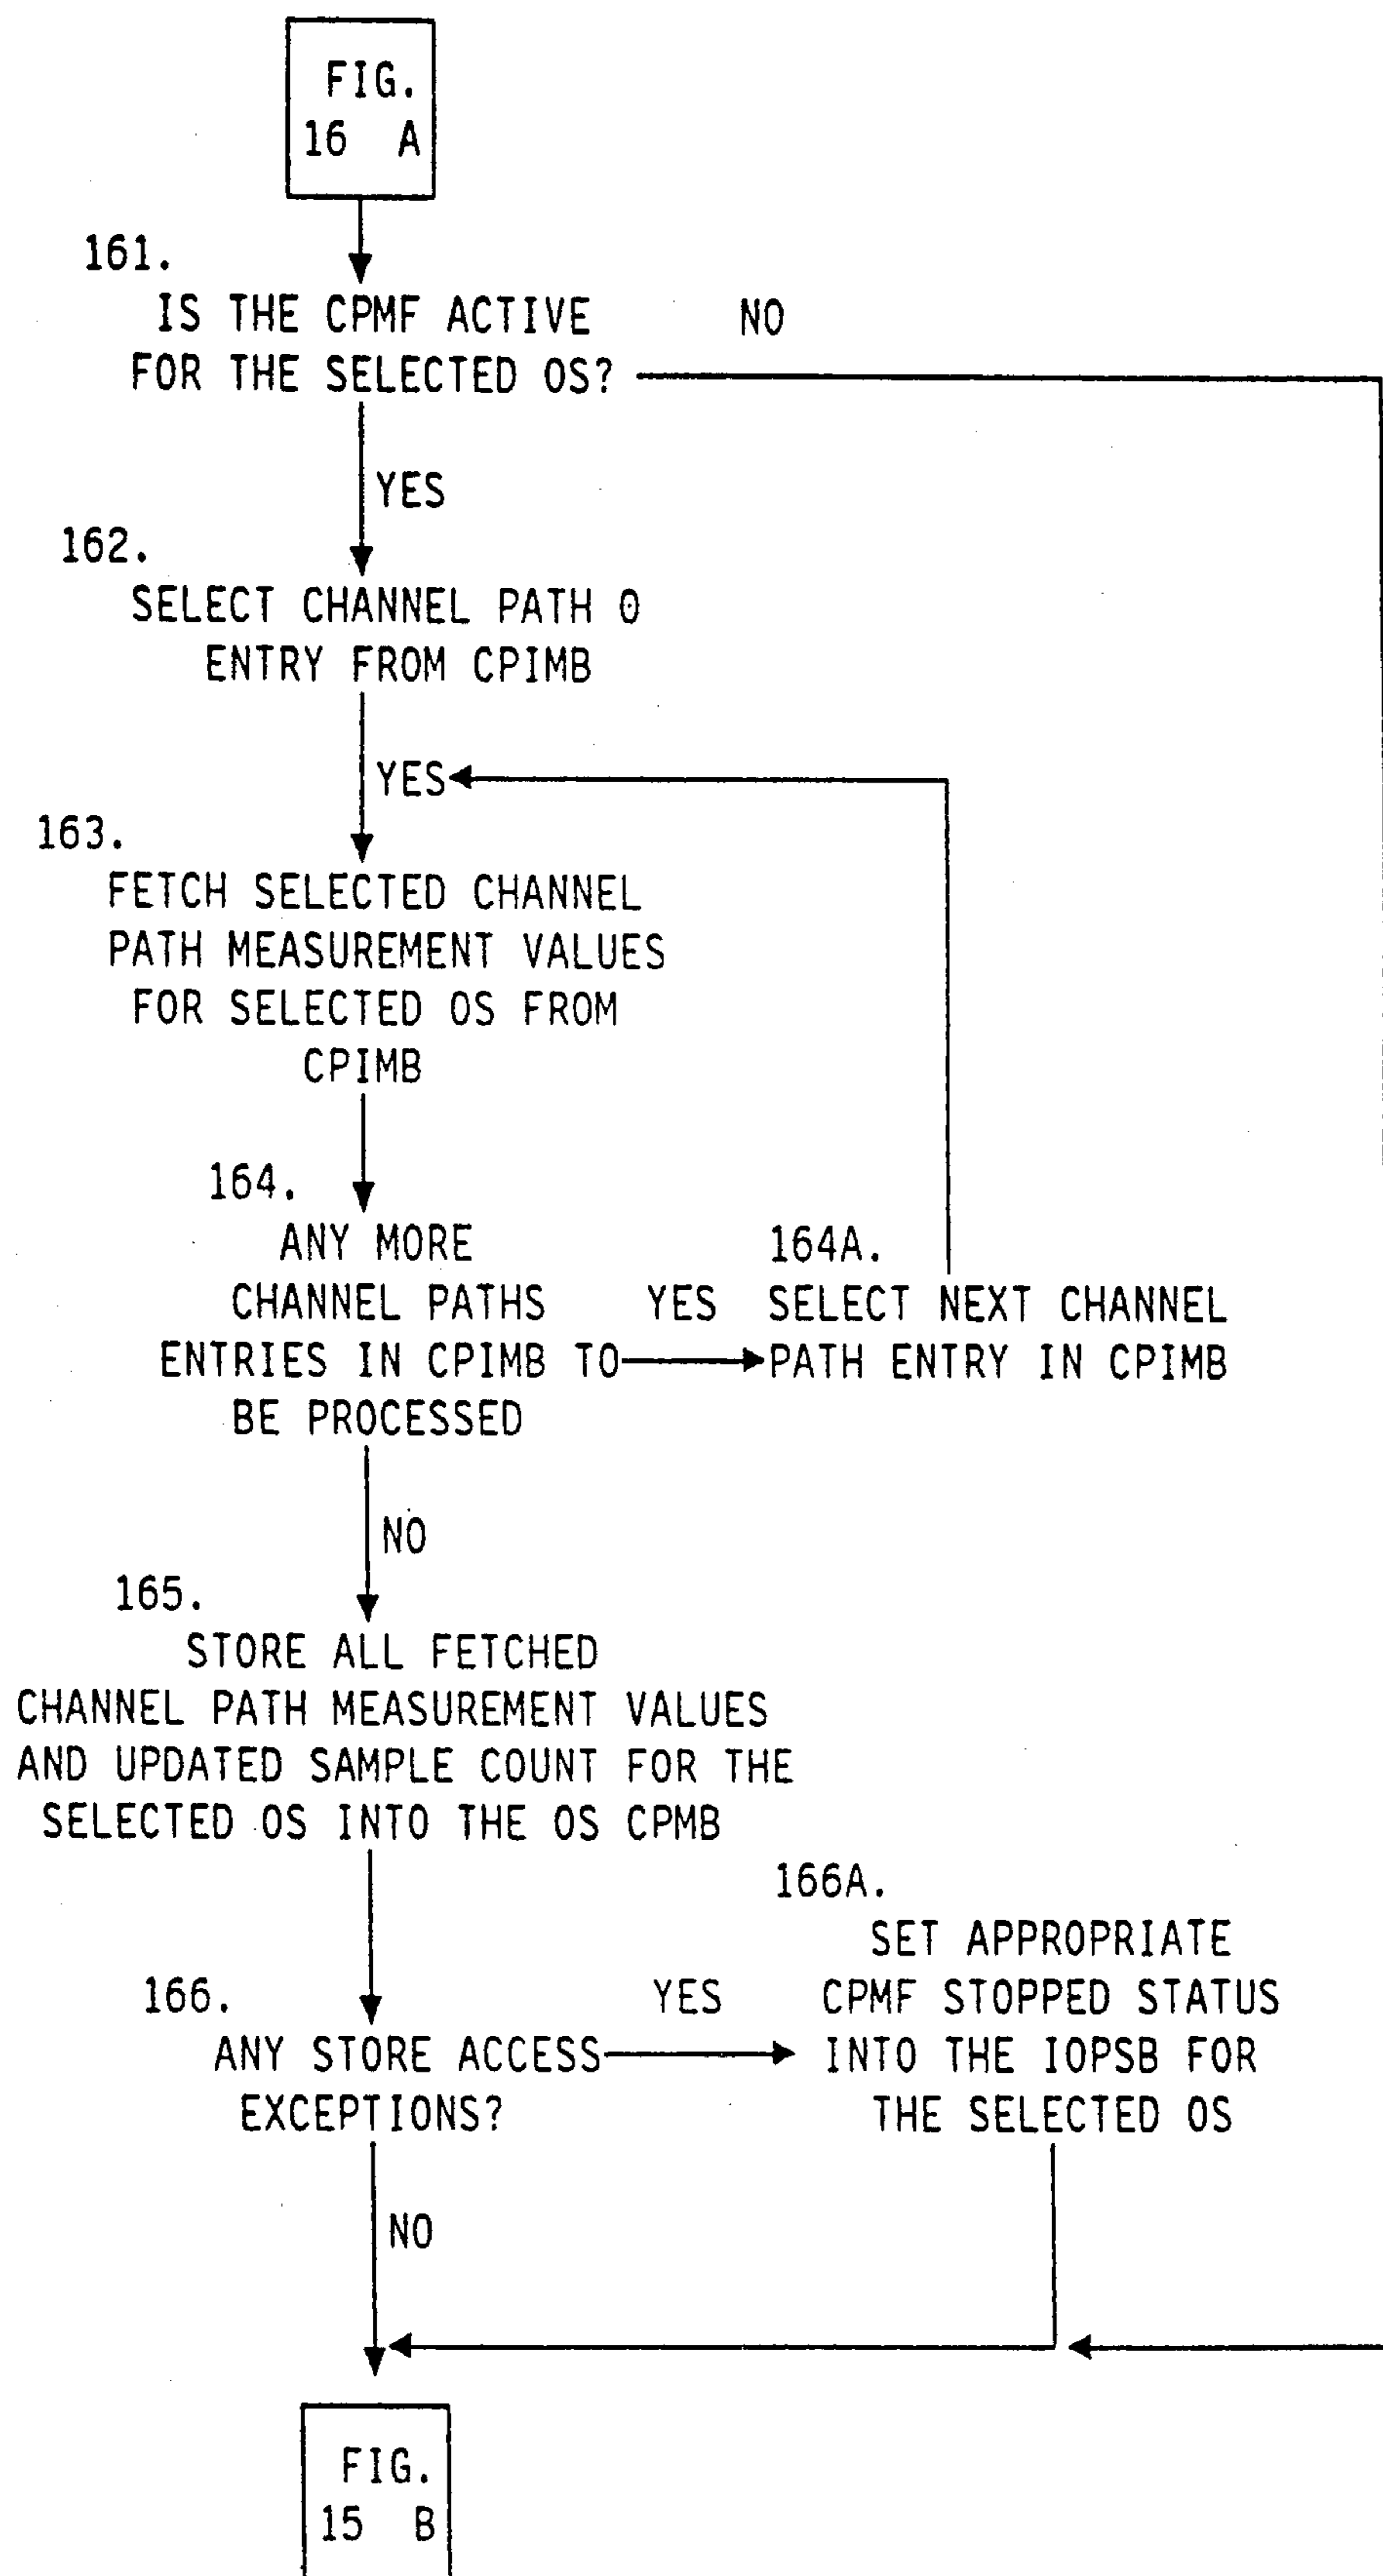 FIG.
16 A
161.
IS THE CPMF ACTIVE NO
FOR THE SELECTED OS?
YES
162.
SELECT CHANNEL PATH 0
ENTRY FROM CPIMB
YES
163.
FETCH SELECTED CHANNEL
PATH MEASUREMENT VALUES
FOR SELECTED OS FROM
CPIMB
164.
ANY MORE
CHANNEL PATHS
ENTRIES IN CPIMB TO
BE PROCESSED
YES
164A.
SELECT NEXT CHANNEL
PATH ENTRY IN CPIMB
NO
165.
STORE ALL FETCHED
CHANNEL PATH MEASUREMENT VALUES
AND UPDATED SAMPLE COUNT FOR THE
SELECTED OS INTO THE OS CPMB
166.
ANY STORE ACCESS
EXCEPTIONS?
YES
166A.
SET APPROPRIATE
CPMF STOPPED STATUS
INTO THE IOPSB FOR
THE SELECTED OS
NO
FIG.
15 B